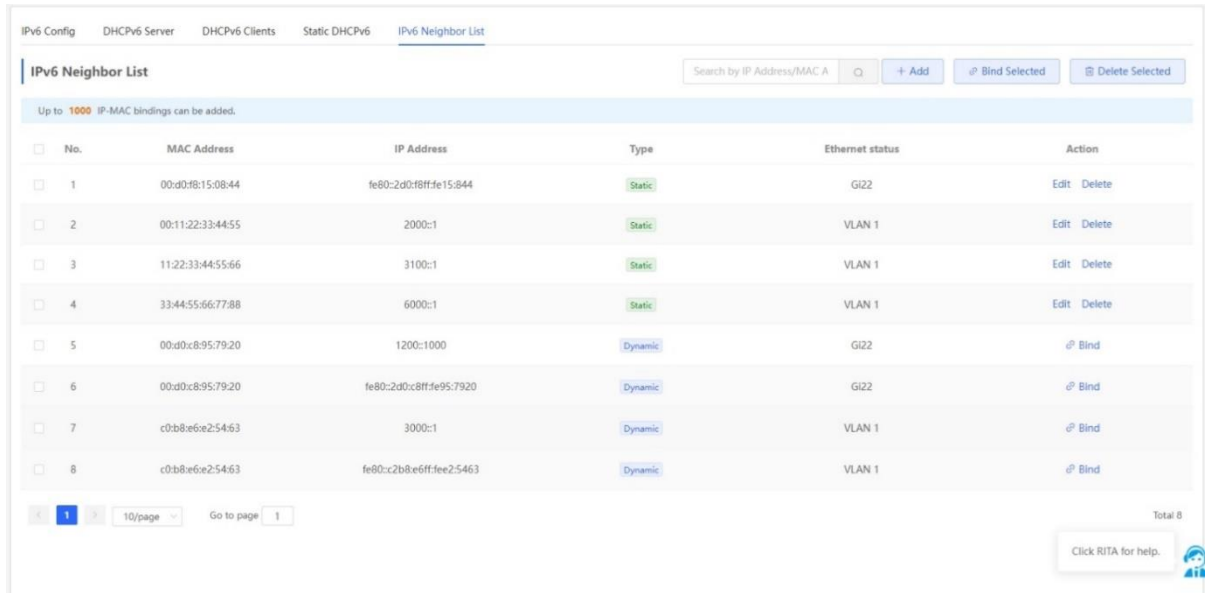 IPv6 Config DHCPv6 Server DHCPv6 Clients Static DHCPv6 IPv6 Neighbor List
IPv6 Neighbor List Search by IP Address/MAC A + Add Bind Selected Delete Selected
Up to 1000 IP-MAC bindings can be added.
No. MAC Address IP Address Type Ethernet status Action
1 00:d0:f8:15:08:44 fe80::2d0:f8ff:fe15:844 Static Gi22 Edit Delete
2 00:11:22:33:44:55 2000::1 Static VLAN 1 Edit Delete
3 11:22:33:44:55:66 3100::1 Static VLAN 1 Edit Delete
4 33:44:55:66:77:88 6000::1 Static VLAN 1 Edit Delete
5 00:d0:c8:95:79:20 1200::1000 Dynamic Gi22 Bind
6 00:d0:c8:95:79:20 fe80::2d0:c8ff:fe95:7920 Dynamic Gi22 Bind
7 c0:b8:e6:e2:54:63 3000::1 Dynamic VLAN 1 Bind
8 c0:b8:e6:e2:54:63 fe80::c2b8:e6ff:fee2:5463 Dynamic VLAN 1 Bind
< 1 > 10/page Go to page 1 Total 8
Click RITA for help.